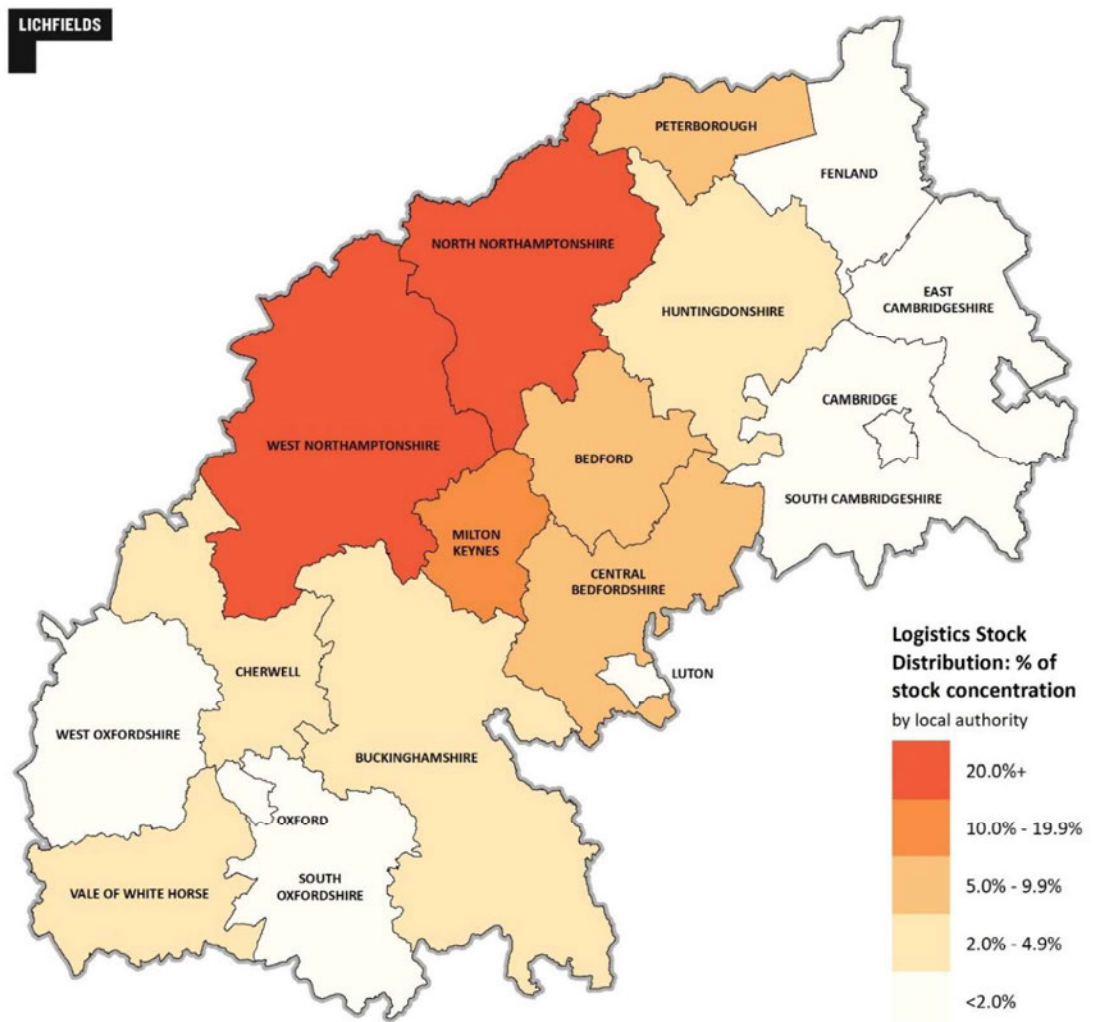 LICHFIELDS
PETERBOROUGH
FENLAND
NORTH NORTHAMPTONSHIRE
EAST
CAMBRIDGESHIRE
HUNTINGDONSHIRE
CAMBRIDGE
WEST NORTHAMPTONSHIRE
BEDFORD
SOUTH CAMBRIDGESHIRE
MILTON
KEYNES
CENTRAL
BEDFORDSHIRE
CHERWELL
LUTON
WEST OXFORDSHIRE
BUCKINGHAMSHIRE
OXFORD
VALE OF WHITE HORSE
SOUTH
OXFORDSHIRE
Logistics Stock
Distribution: % of
stock concentration
by local authority
20.0%+
10.0% - 19.9%
5.0% - 9.9%
2.0% - 4.9%
<2.0%